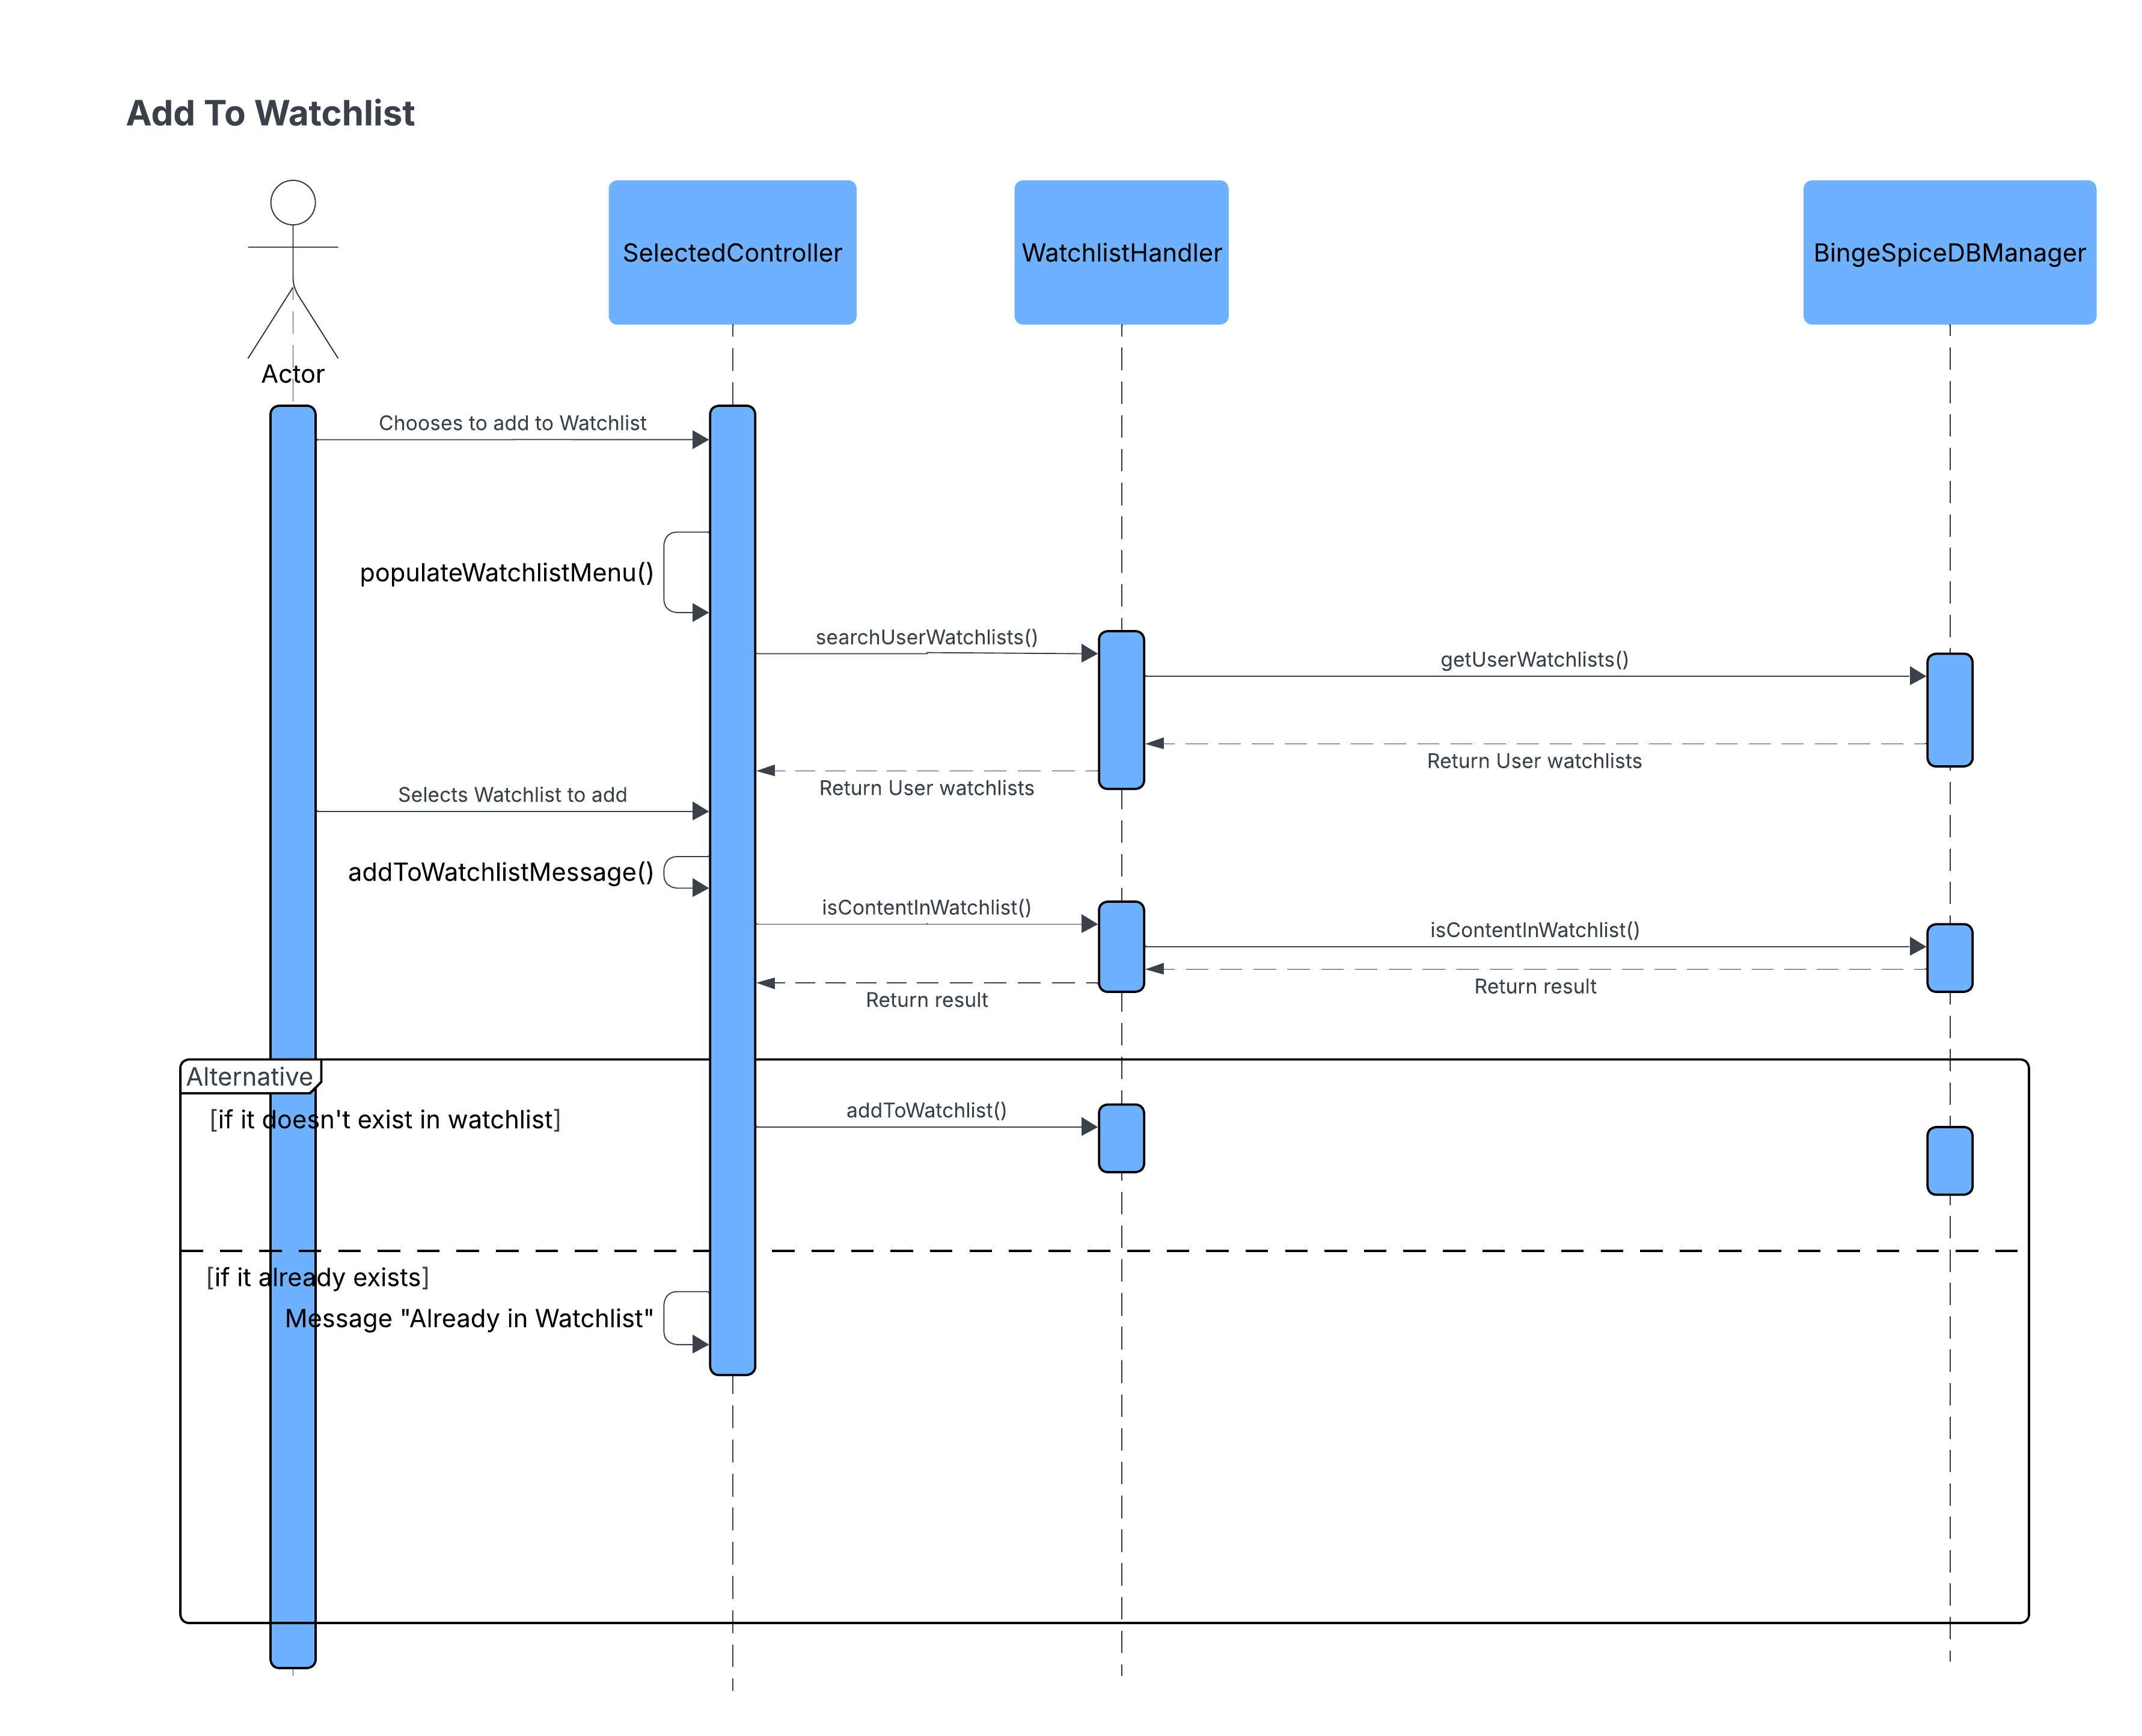 Add To Watchlist
Actor
SelectedController
WatchlistHandler
BingeSpiceDBManager
Chooses to add to Watchlist
populateWatchlistMenu()
searchUserWatchlists()
getUserWatchlists()
Return User watchlists
Return User watchlists
Selects Watchlist to add
addToWatchlistMessage()
isContentInWatchlist()
isContentInWatchlist()
Return result
Return result
Alternative
[if it doesn't exist in watchlist]
addToWatchlist()
[if it already exists]
Message "Already in Watchlist"